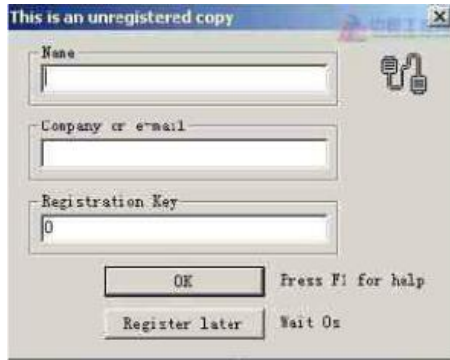 This is an unregistered copy
Name
Company or e-mail
Registration Key
0
OK
Press F1 for help
Register later
Wait 0s